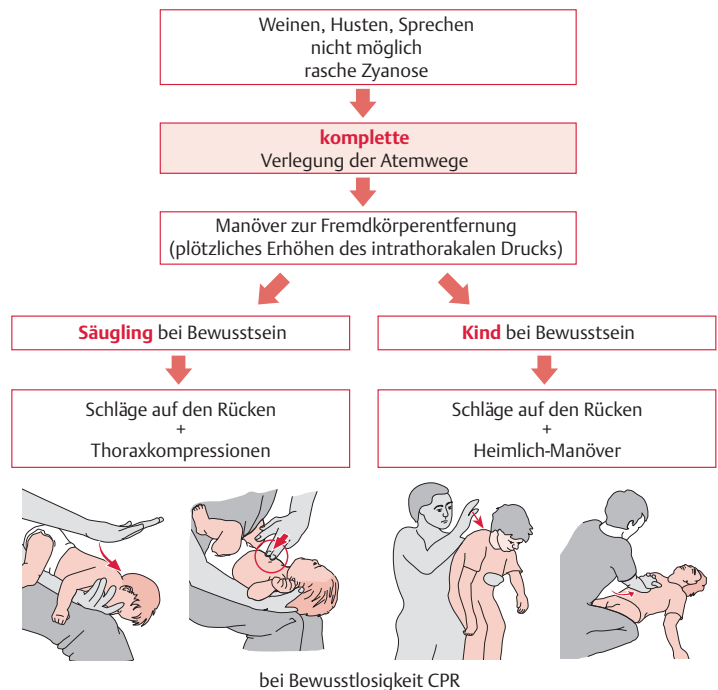 Weinen, Husten, Sprechen
nicht möglich
rasche Zyanose
komplette
Verlegung der Atemwege
Manöver zur Fremdkörperentfernung
(plötzliches Erhöhen des intrathorakalen Drucks)
Säugling bei Bewusstsein
Kind bei Bewusstsein
Schläge auf den Rücken
+
Thoraxkompressionen
Schläge auf den Rücken
+
Heimlich-Manöver
bei Bewusstlosigkeit CPR